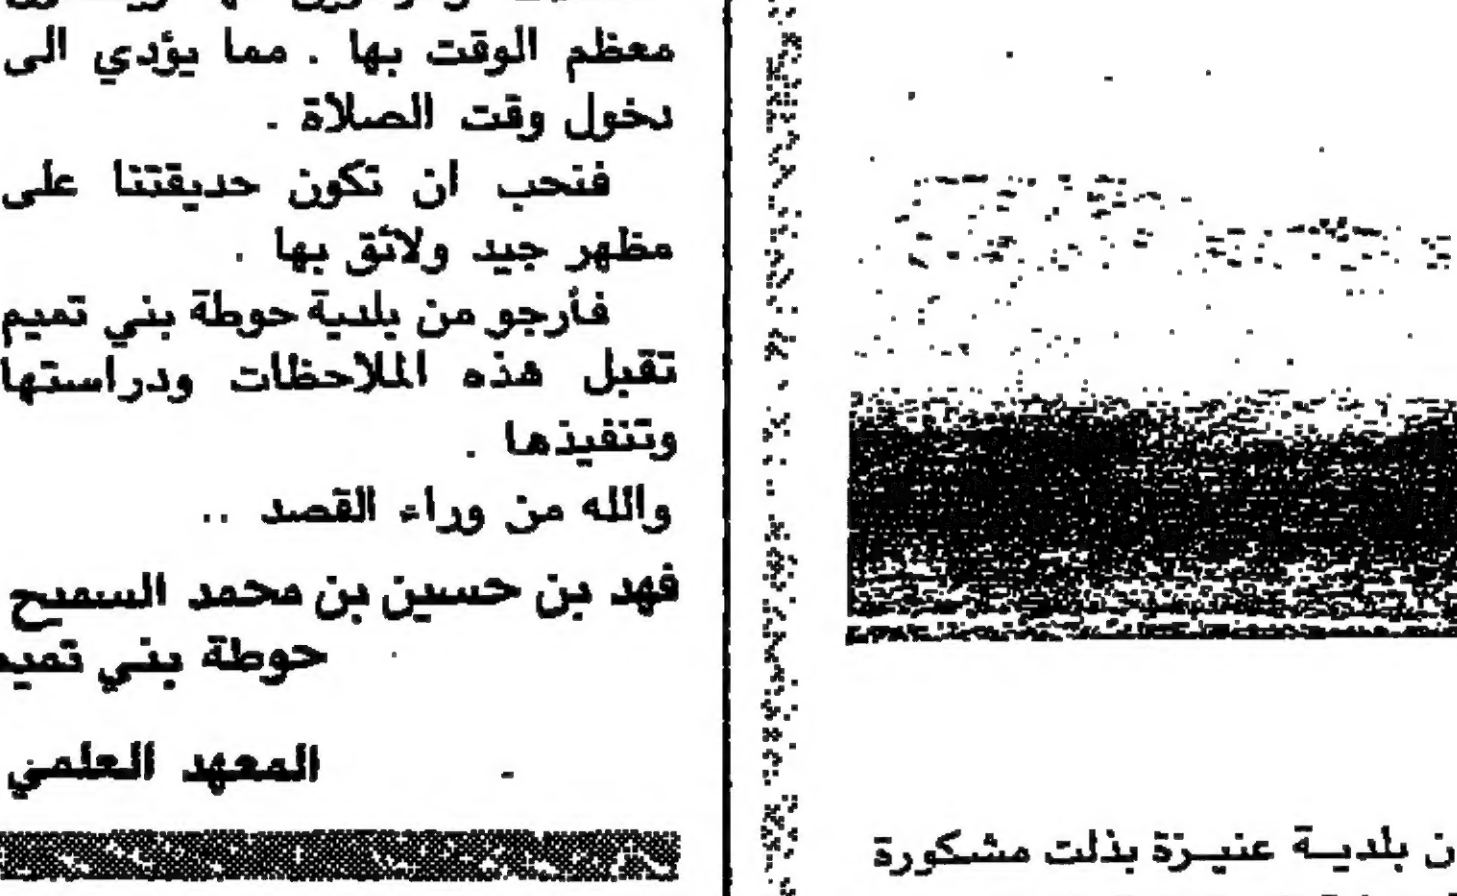 معظم الوقت بها . مما يؤدي الى
دخول وقت الصلاة .
فنحب ان تكون حديقتنا على
مظهر جيد ولائق بها .
فأرجو من بلدية حوطة بني تميم
تقبل هذه الملاحظات ودراستها
وتنفيذها .
والله من وراء القصد ..
فهد بن حسين بن محمد السميح
حوطة بني تميم
المعهد العلمي
ن بلديـة عنيـزة بذلت مشكورة